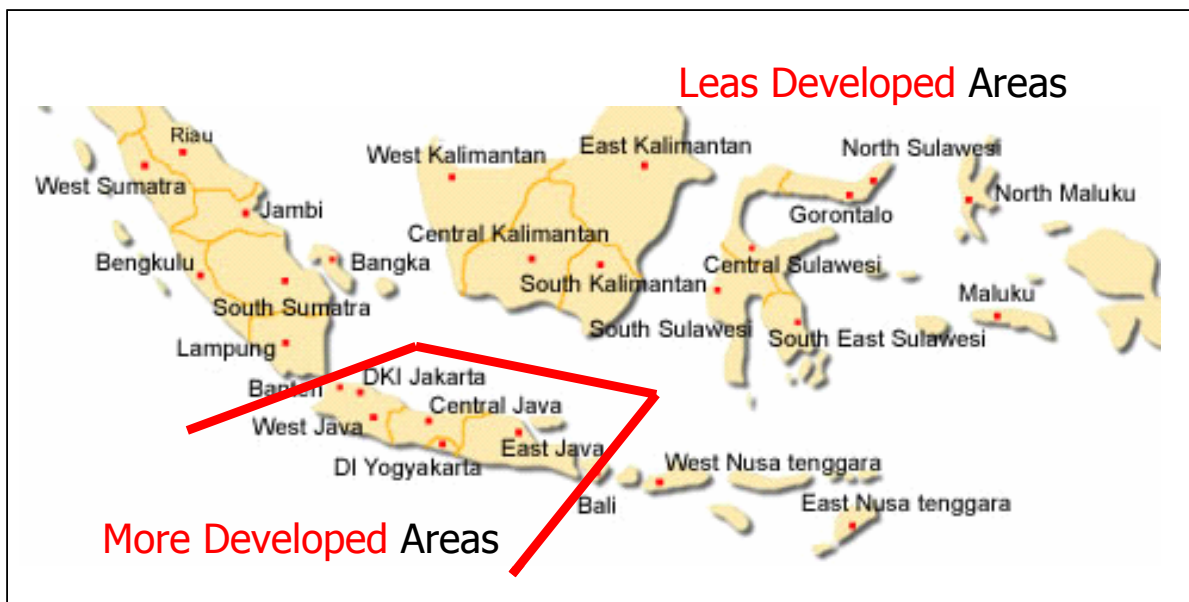 Leas Developed Areas
Riau
West Kalimantan
East Kalimantan
North Sulawesi
West Sumatra
North Maluku
Jambi
Gorontalo
Central Kalimantan
Bengkulu
Bangka
Central Sulawesi
South Kalimantan
South Sumatra
Maluku
South Sulawesi
South East Sulawesi
Lampung
DKI Jakarta
Banten
Central Java
West Java
East Java
DI Yogyakarta
West Nusa tenggara
Bali
East Nusa tenggara
More Developed Areas